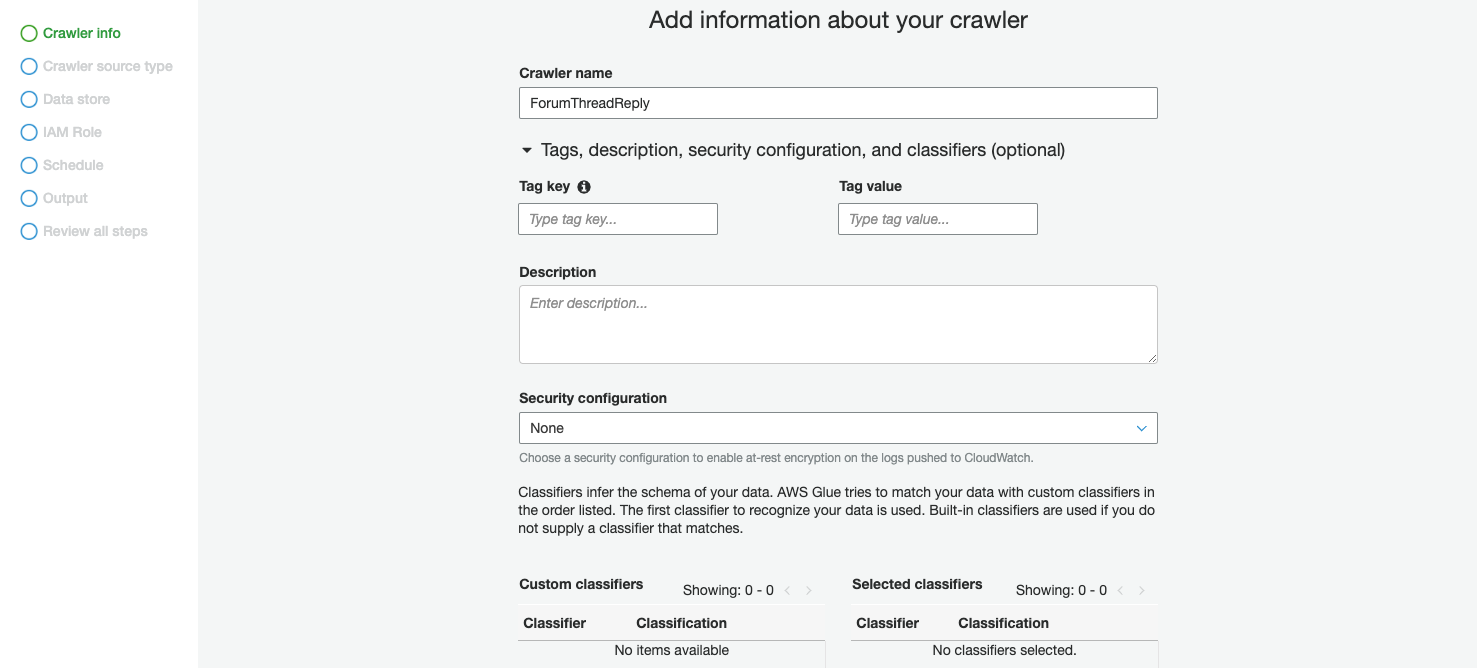 Crawler info
Crawler source type
Data store
IAM Role
Schedule
Output
Review all steps
Add information about your crawler
Crawler name
ForumThreadReply
Tags, description, security configuration, and classifiers (optional)
Tag key
Tag value
Type tag key...
Type tag value...
Description
Enter description...
Security configuration
None
Choose a security configuration to enable at-rest encryption on the logs pushed to CloudWatch.
Classifiers infer the schema of your data. AWS Glue tries to match your data with custom classifiers in
the order listed. The first classifier to recognize your data is used. Built-in classifiers are used if you do
not supply a classifier that matches.
Custom classifiers
Showing: 0 - 0
Classifier Classification
No items available
Selected classifiers
Showing: 0 - 0
Classifier Classification
No classifiers selected.